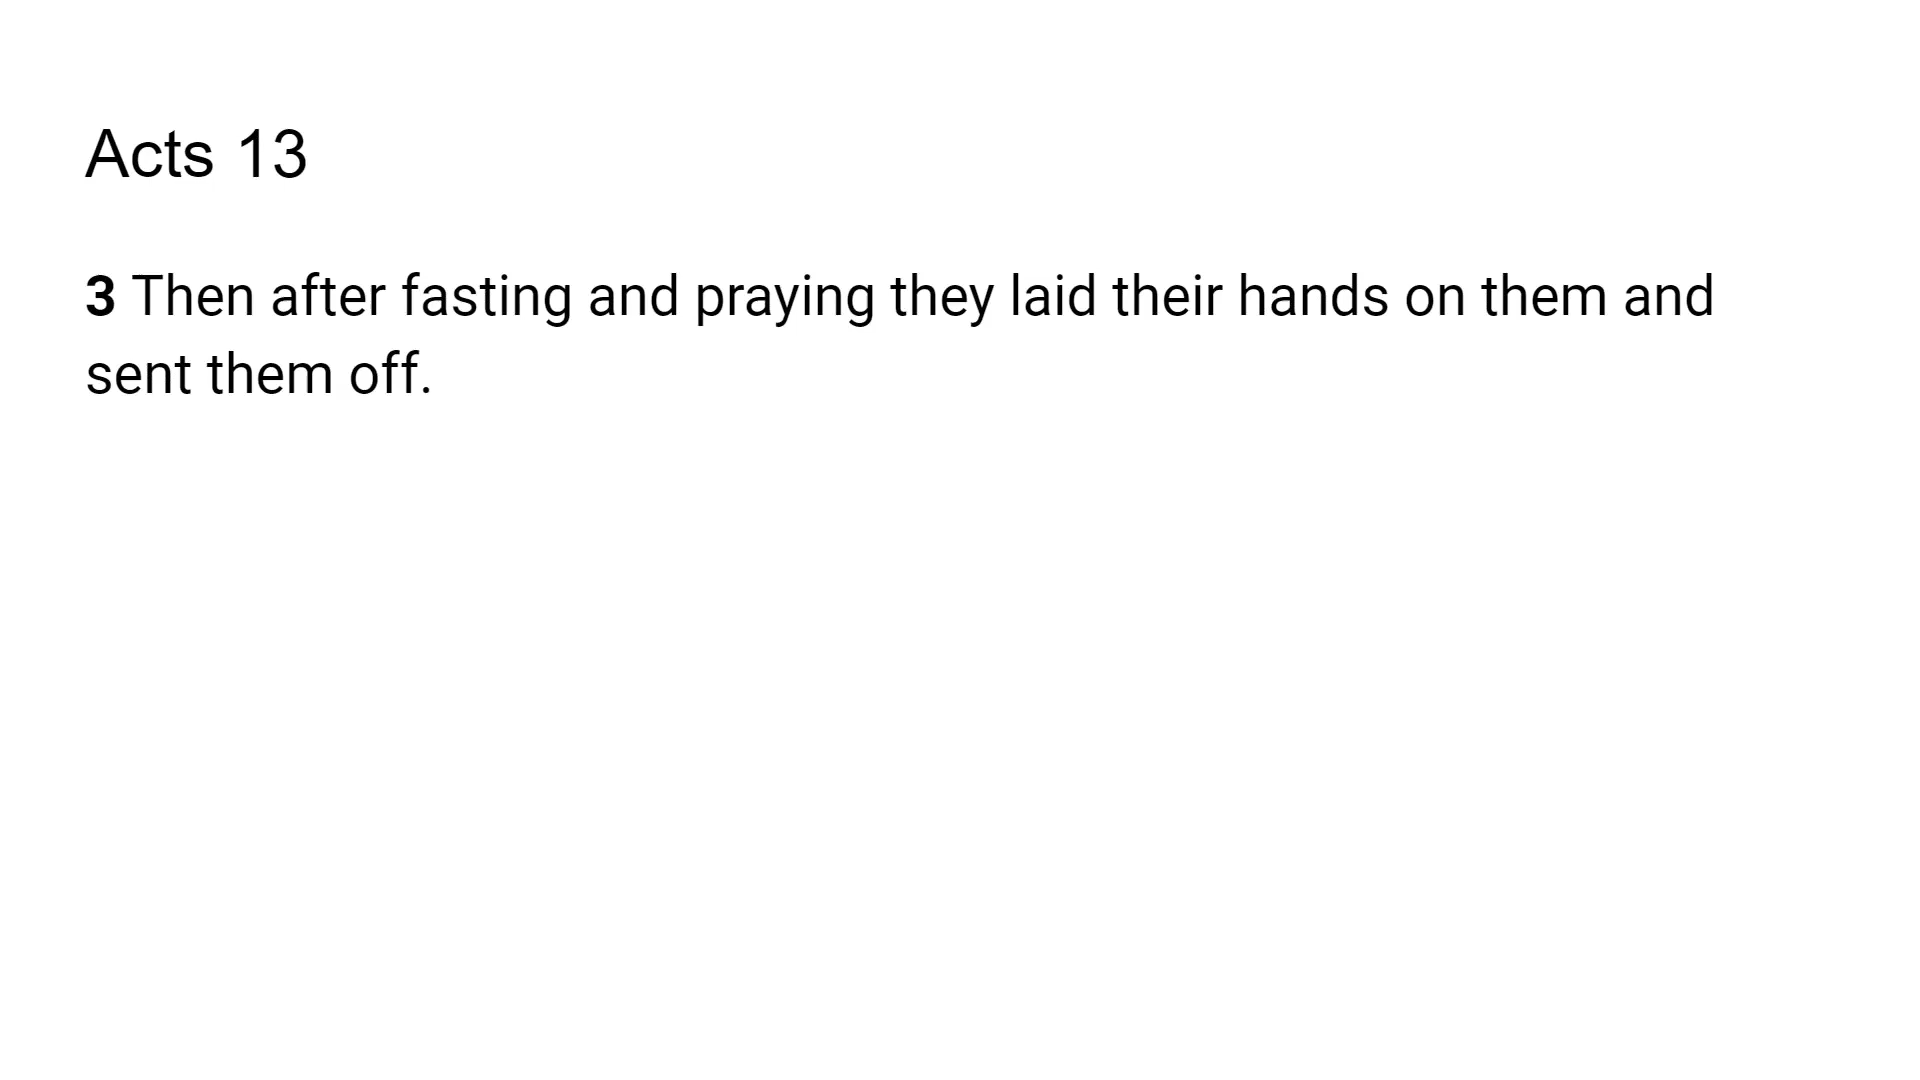 Acts 13
3 Then after fasting and praying they laid their hands on them and
sent them off.